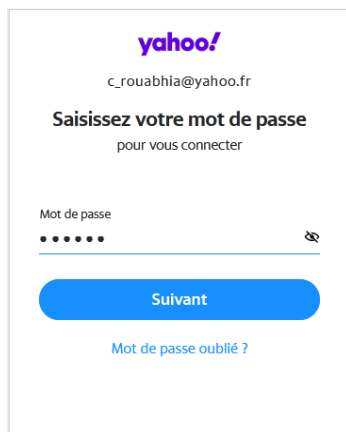 yahoo!
c_rouabhia@yahoo.fr
Saisissez votre mot de passe
pour vous connecter
Mot de passe
••••••
Suivant
Mot de passe oublié ?